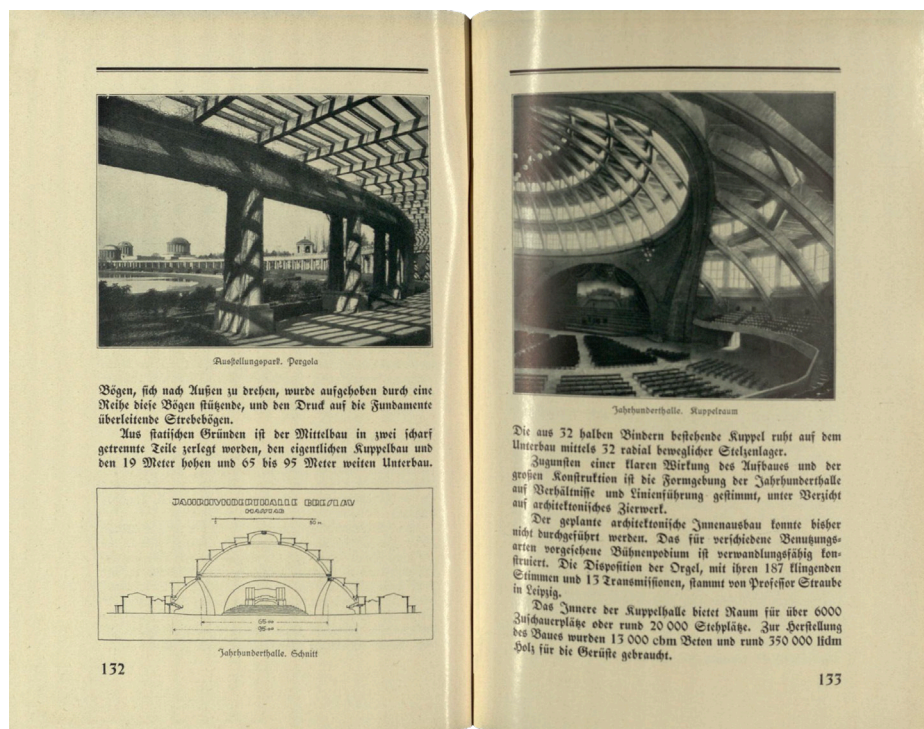 Ausstellungspark. Pergola
Bögen, sich nach Außen zu drehen, wurde aufgehoben durch eine
Reihe diese Bögen stützende, und den Druck auf die Fundamente
überleitende Strebebögen.
Aus statischen Gründen ist der Mittelbau in zwei scharf
getrennte Teile zerlegt worden, den eigentlichen Kuppelbau und
den 19 Meter hohen und 65 bis 95 Meter weiten Unterbau.
JAHRHUNDERTHALLE BRESLAU
65 m
95 m
Jahrhunderthalle. Schnitt
132
Jahrhunderthalle. Kuppelraum
Die aus 32 halben Bindern bestehende Kuppel ruht auf dem
Unterbau mittels 32 radial beweglicher Stelzenlager.
Zugunsten einer klaren Wirkung des Aufbaues und der
großen Konstruktion ist die Formgebung der Jahrhunderthalle
auf Verhältnisse und Linienführung gestimmt, unter Verzicht
auf architektonisches Zierwerk.
Der geplante architektonische Innenausbau konnte bisher
nicht durchgeführt werden. Das für verschiedene Benutzungs-
arten vorgesehene Bühnenpodium ist verwandlungsfähig kon-
struiert. Die Disposition der Orgel, mit ihren 187 klingenden
Stimmen und 13 Transmissionen, stammt von Professor Straube
in Leipzig.
Das Innere der Kuppelhalle bietet Raum für über 6000
Zuschauerplätze oder rund 20 000 Stehplätze. Zur Herstellung
des Baues wurden 13 000 cbm Beton und rund 350 000 lfdm
Holz für die Gerüste gebraucht.
133